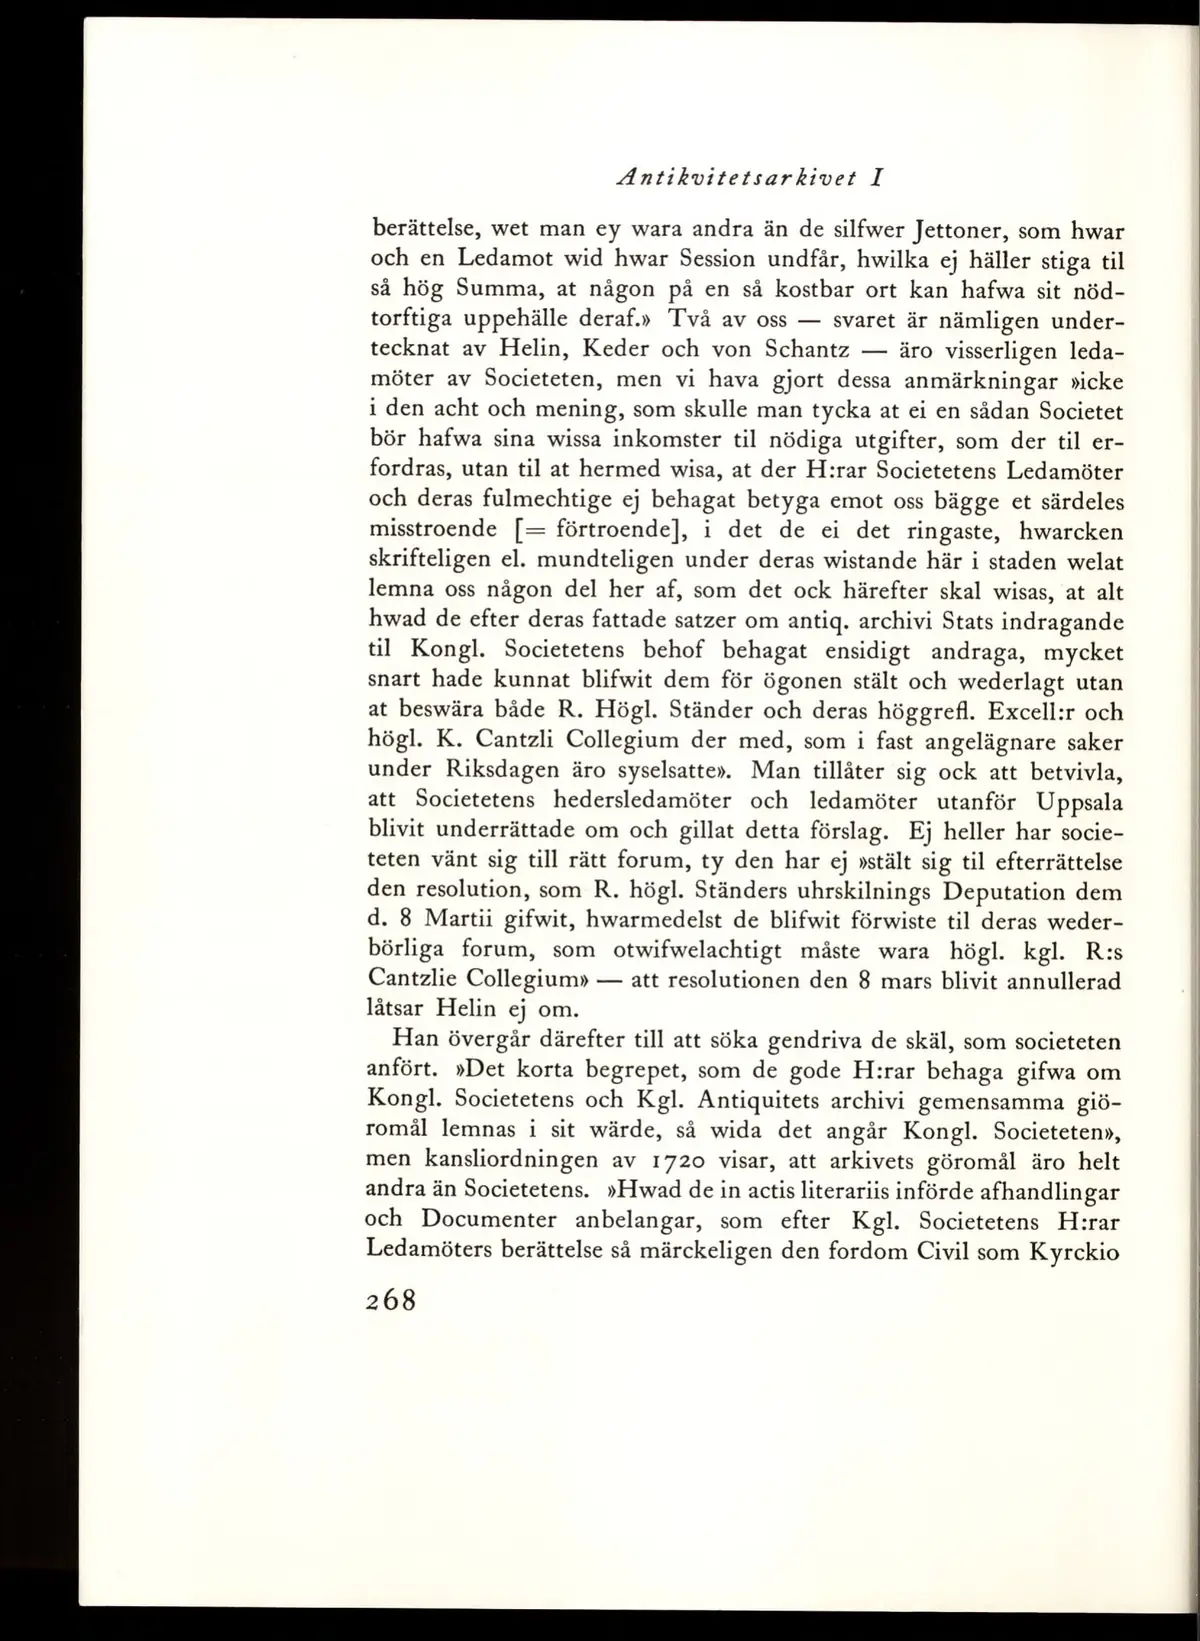 Antikvitetsarkivet I
berättelse, wet man ey wara andra än de silfwer Jettoner, som hwar
och en Ledamot wid hwar Session undfår, hwilka ej häller stiga til
så hög Summa, at någon på en så kostbar ort kan hafwa sit nöd-
torftiga uppehälle deraf.» Två av oss — svaret är nämligen under-
tecknat av Helin, Keder och von Schantz — äro visserligen leda-
möter av Societeten, men vi hava gjort dessa anmärkningar »icke
i den acht och mening, som skulle man tycka at ei en sådan Societet
bör hafwa sina wissa inkomster til nödiga utgifter, som der til er-
fordras, utan til at hermed wisa, at der H:rar Societetens Ledamöter
och deras fulmechtige ej behagat betyga emot oss bägge et särdeles
misstroende [= förtroende], i det de ei det ringaste, hwarcken
skrifteligen el. mundteligen under deras wistande här i staden welat
lemna oss någon del her af, som det ock härefter skal wisas, at alt
hwad de efter deras fattade satzer om antiq. archivi Stats indragande
til Kongl. Societetens behof behagat ensidigt andraga, mycket
snart hade kunnat blifwit dem för ögonen stält och wederlagt utan
at beswära både R. Högl. Ständer och deras höggrefl. Excell:r och
högl. K. Cantzli Collegium der med, som i fast angelägnare saker
under Riksdagen äro syselsatte». Man tillåter sig ock att betvivla,
att Societetens hedersledamöter och ledamöter utanför Uppsala
blivit underrättade om och gillat detta förslag. Ej heller har socie-
teten vänt sig till rätt forum, ty den har ej »stält sig til efterrättelse
den resolution, som R. högl. Ständers uhrskilnings Deputation dem
d. 8 Martii gifwit, hwarmedelst de blifwit förwiste til deras weder-
börliga forum, som otwifwelachtigt måste wara högl. kgl. R:s
Cantzlie Collegium» — att resolutionen den 8 mars blivit annullerad
låtsar Helin ej om.
Han övergår därefter till att söka gendriva de skäl, som societeten
anfört. »Det korta begrepet, som de gode H:rar behaga gifwa om
Kongl. Societetens och Kgl. Antiquitets archivi gemensamma giö-
romål lemnas i sit wärde, så wida det angår Kongl. Societeten»,
men kansliordningen av 1720 visar, att arkivets göromål äro helt
andra än Societetens. »Hwad de in actis literariis införde afhandlingar
och Documenter anbelangar, som efter Kgl. Societetens H:rar
Ledamöters berättelse så märckeligen den fordom Civil som Kyrckio
268